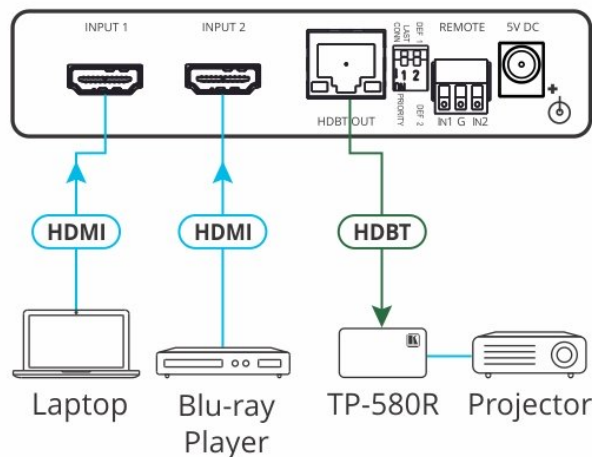 INPUT 1
INPUT 2
LAST CONN
DEF 1
REMOTE
5V DC
1 2
ON
PRIORITY
DEF 2
HDBT OUT
IN1 G IN2
+
HDMI
HDMI
HDBT
Laptop
Blu-ray
Player
TP-580R
Projector